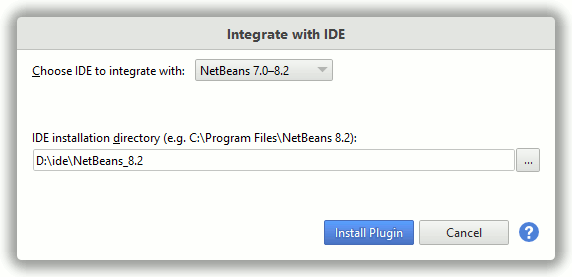 Integrate with IDE
Choose IDE to integrate with: NetBeans 7.0–8.2
IDE installation directory (e.g. C:\Program Files\NetBeans 8.2):
D:\ide\NetBeans_8.2 ...
Install Plugin Cancel ?